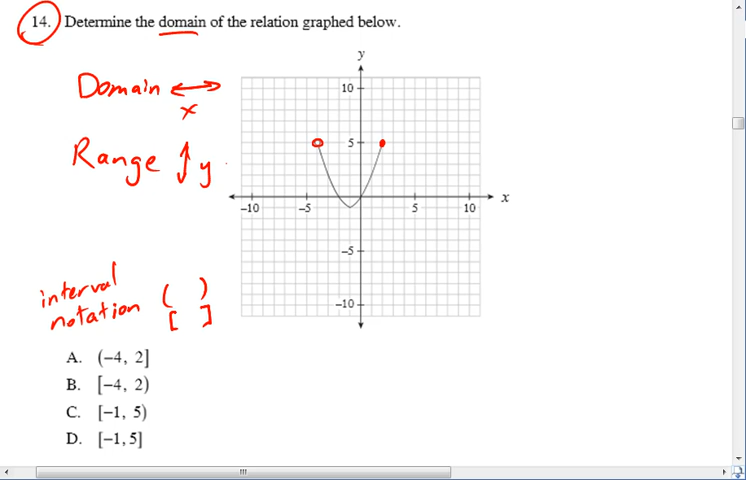 14. Determine the domain of the relation graphed below.
Domain
x
Range y
y
10
5
-10 -5 5 10 x
-5
-10
interval
notation ( )
[ ]
A. (-4, 2]
B. [-4, 2)
C. [-1, 5)
D. [-1,5]